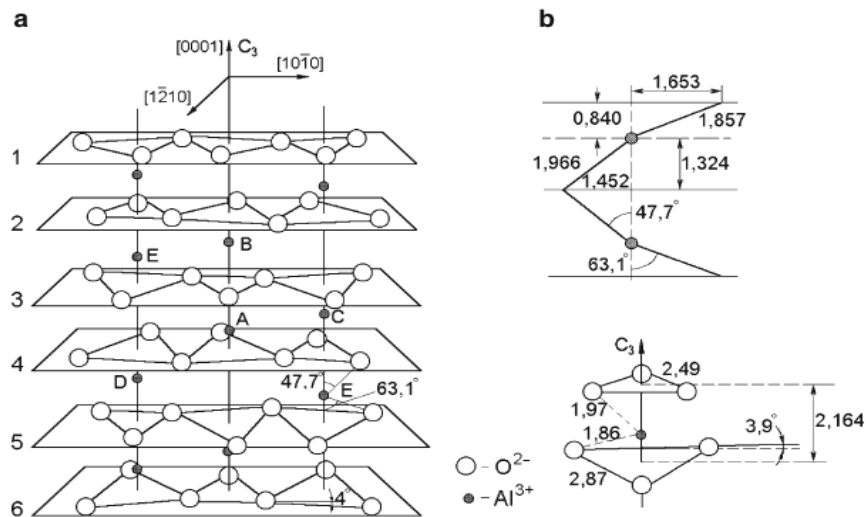 a
b
[0001]
C₃
[101̄0]
[12̄10]
1
2
3
4
5
6
E
B
A
C
D
E
47,7°
63,1°
4°
- O²⁻
- Al³⁺
1,653
0,840
1,857
1,966
1,452
1,324
47,7°
63,1°
C₃
2,49
1,97
1,86
3,9°
2,164
2,87